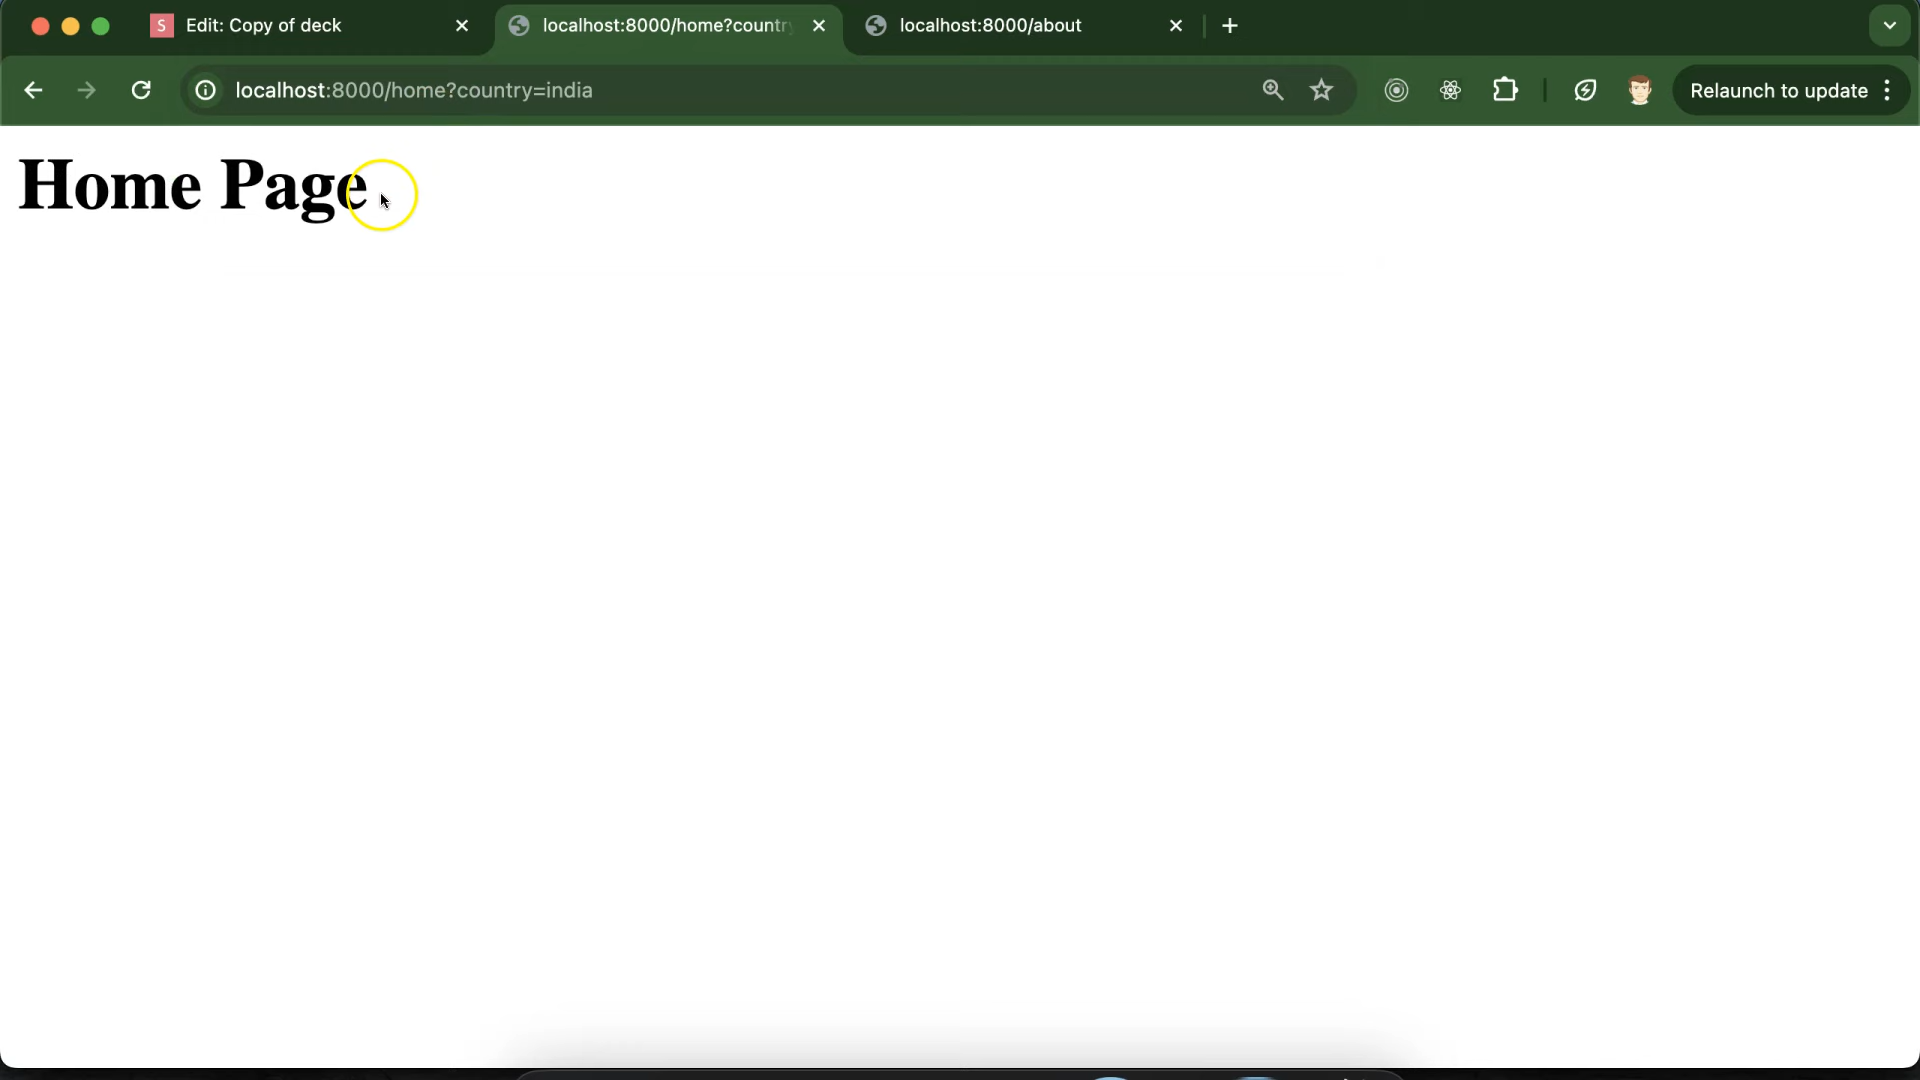 S Edit: Copy of deck
localhost:8000/home?countr
localhost:8000/about
localhost:8000/home?country=india
Relaunch to update
Home Page